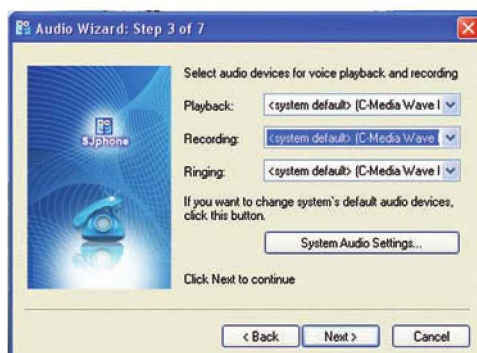 Audio Wizard: Step 3 of 7
SJphone
Select audio devices for voice playback and recording
Playback: <system default> (C-Media Wave
Recording: <system default> (C-Media Wave
Ringing: <system default> (C-Media Wave
If you want to change system's default audio devices,
click this button.
System Audio Settings...
Click Next to continue
< Back Next > Cancel